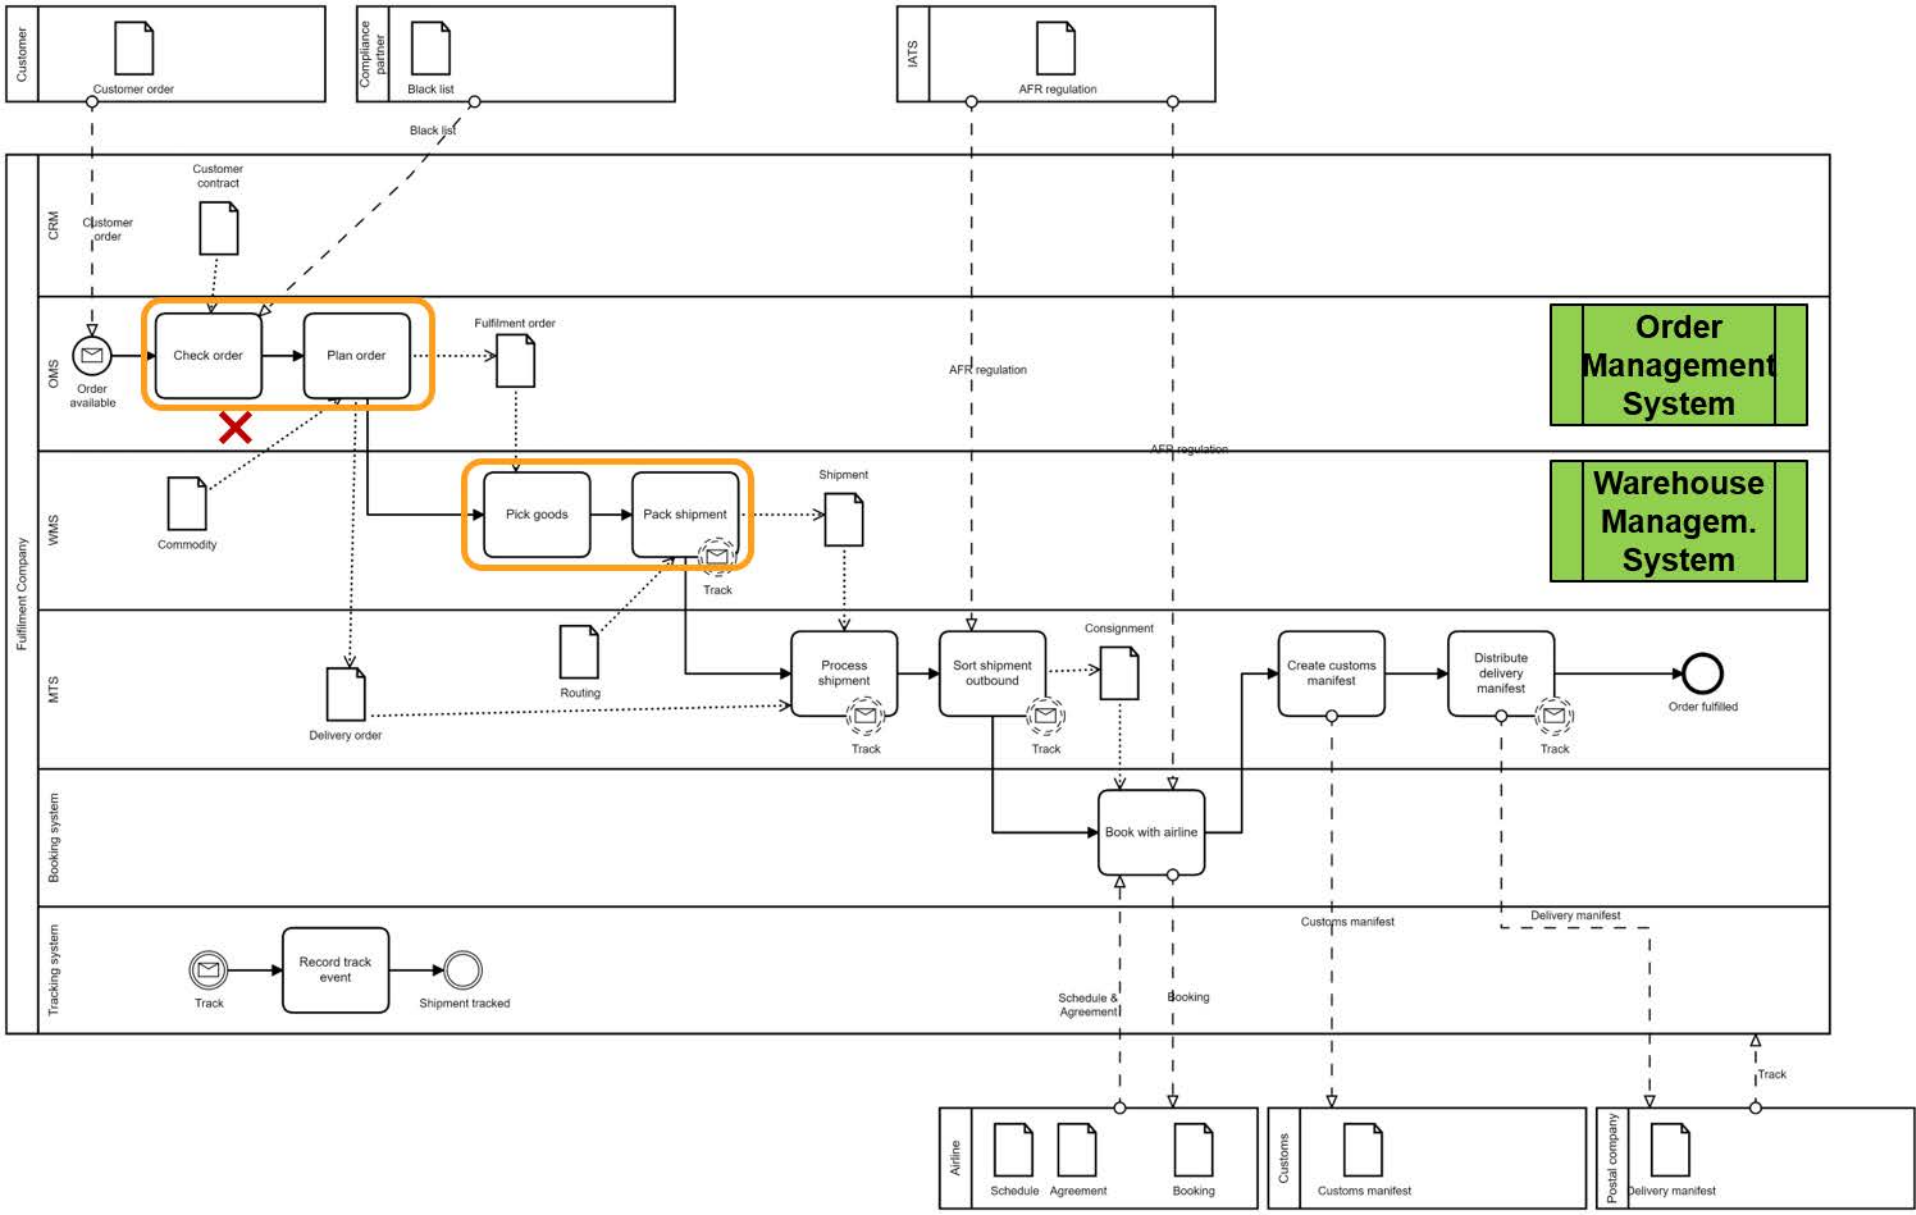 Customer
Customer order
Compliance
partner
Black list
IATS
AFR regulation
Black list
Fulfilment Company
CRM
Customer
contract
Customer
order
OMS
Order
available
Check order
Plan order
Fulfilment order
AFR regulation
Order
Management
System
AFR regulation
WMS
Commodity
Pick goods
Pack shipment
Track
Shipment
Warehouse
Managem.
System
MTS
Delivery order
Routing
Process
shipment
Track
Sort shipment
outbound
Track
Consignment
Create customs
manifest
Distribute
delivery
manifest
Track
Order fulfilled
Booking system
Book with airline
Tracking system
Track
Record track
event
Shipment tracked
Schedule &
Agreement
Booking
Customs manifest
Delivery manifest
Track
Airline
Schedule
Agreement
Booking
Customs
Customs manifest
Postal company
Delivery manifest